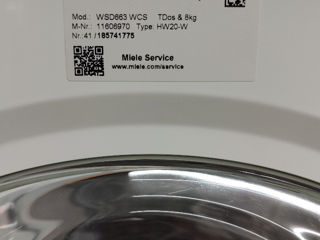 Mod.: WSD663 WCS TDos & 8kg
M-Nr.: 11606970 Type: HW20-W
Nr.: 41 / 185741775
Miele Service
www.miele.com/service